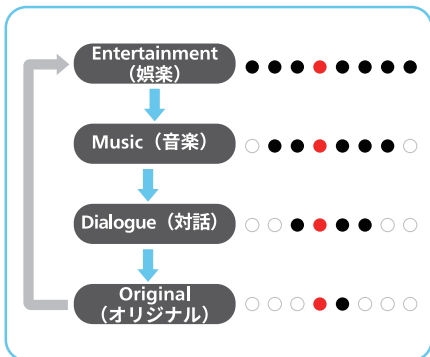 Entertainment
（娯楽）
Music（音楽）
Dialogue（対話）
Original
（オリジナル）